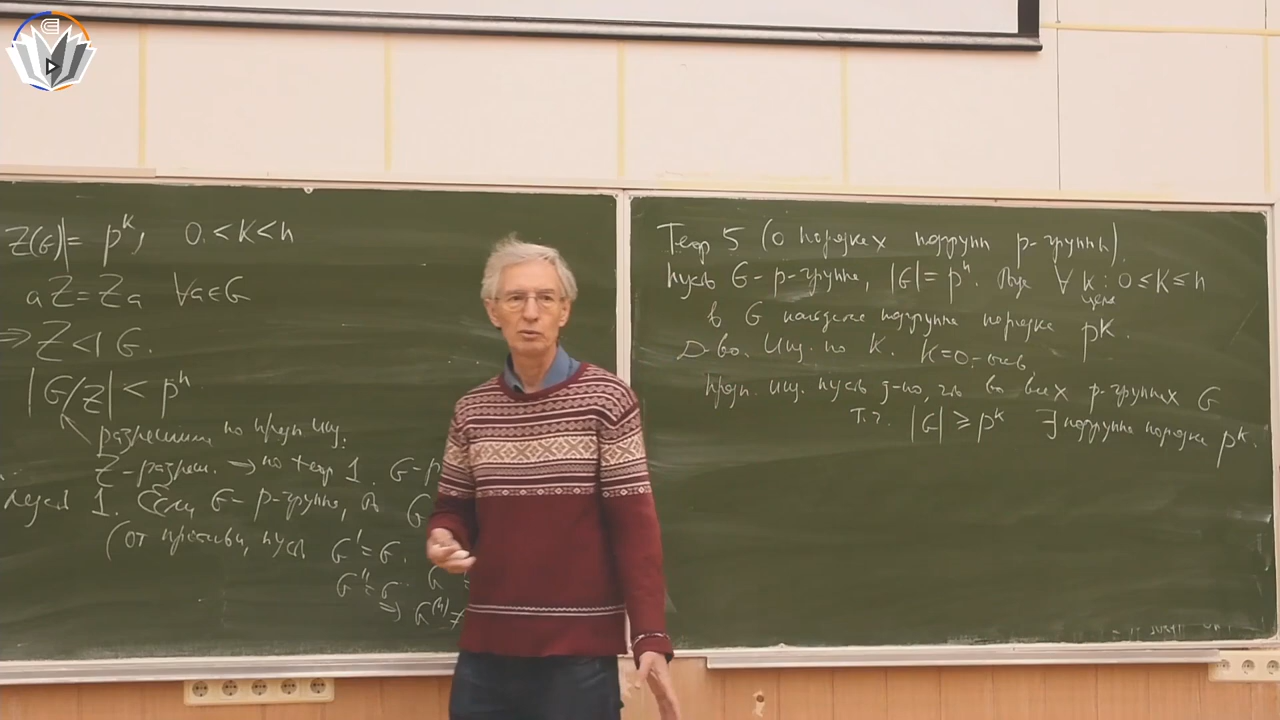 Z(G)| = p^k, 0 < k < n
aZ = Za ∀a∈G
⇒ Z ⊲ G.
|G/Z| < p^n
разрешима по предп. инд.
Z-разреш. ⇒ по теор 1. G-р
1. Если G- p-группа, то G
(от противн, пусть G' = G.
G'' = G
⇒ G^(n)
Теор 5 (о порядках подгрупп p-группы).
Пусть G-p-группа, |G| = p^n. Тогда ∀ k : 0 ≤ k ≤ n
целое
в G найдется подгруппа порядка p^k.
Д-во. Инд. по k. k=0-очев.
Предп. инд. пусть д-но, что во всех p-группах G
т.ч. |G| ≥ p^k ∃ подгруппа порядка p^k.